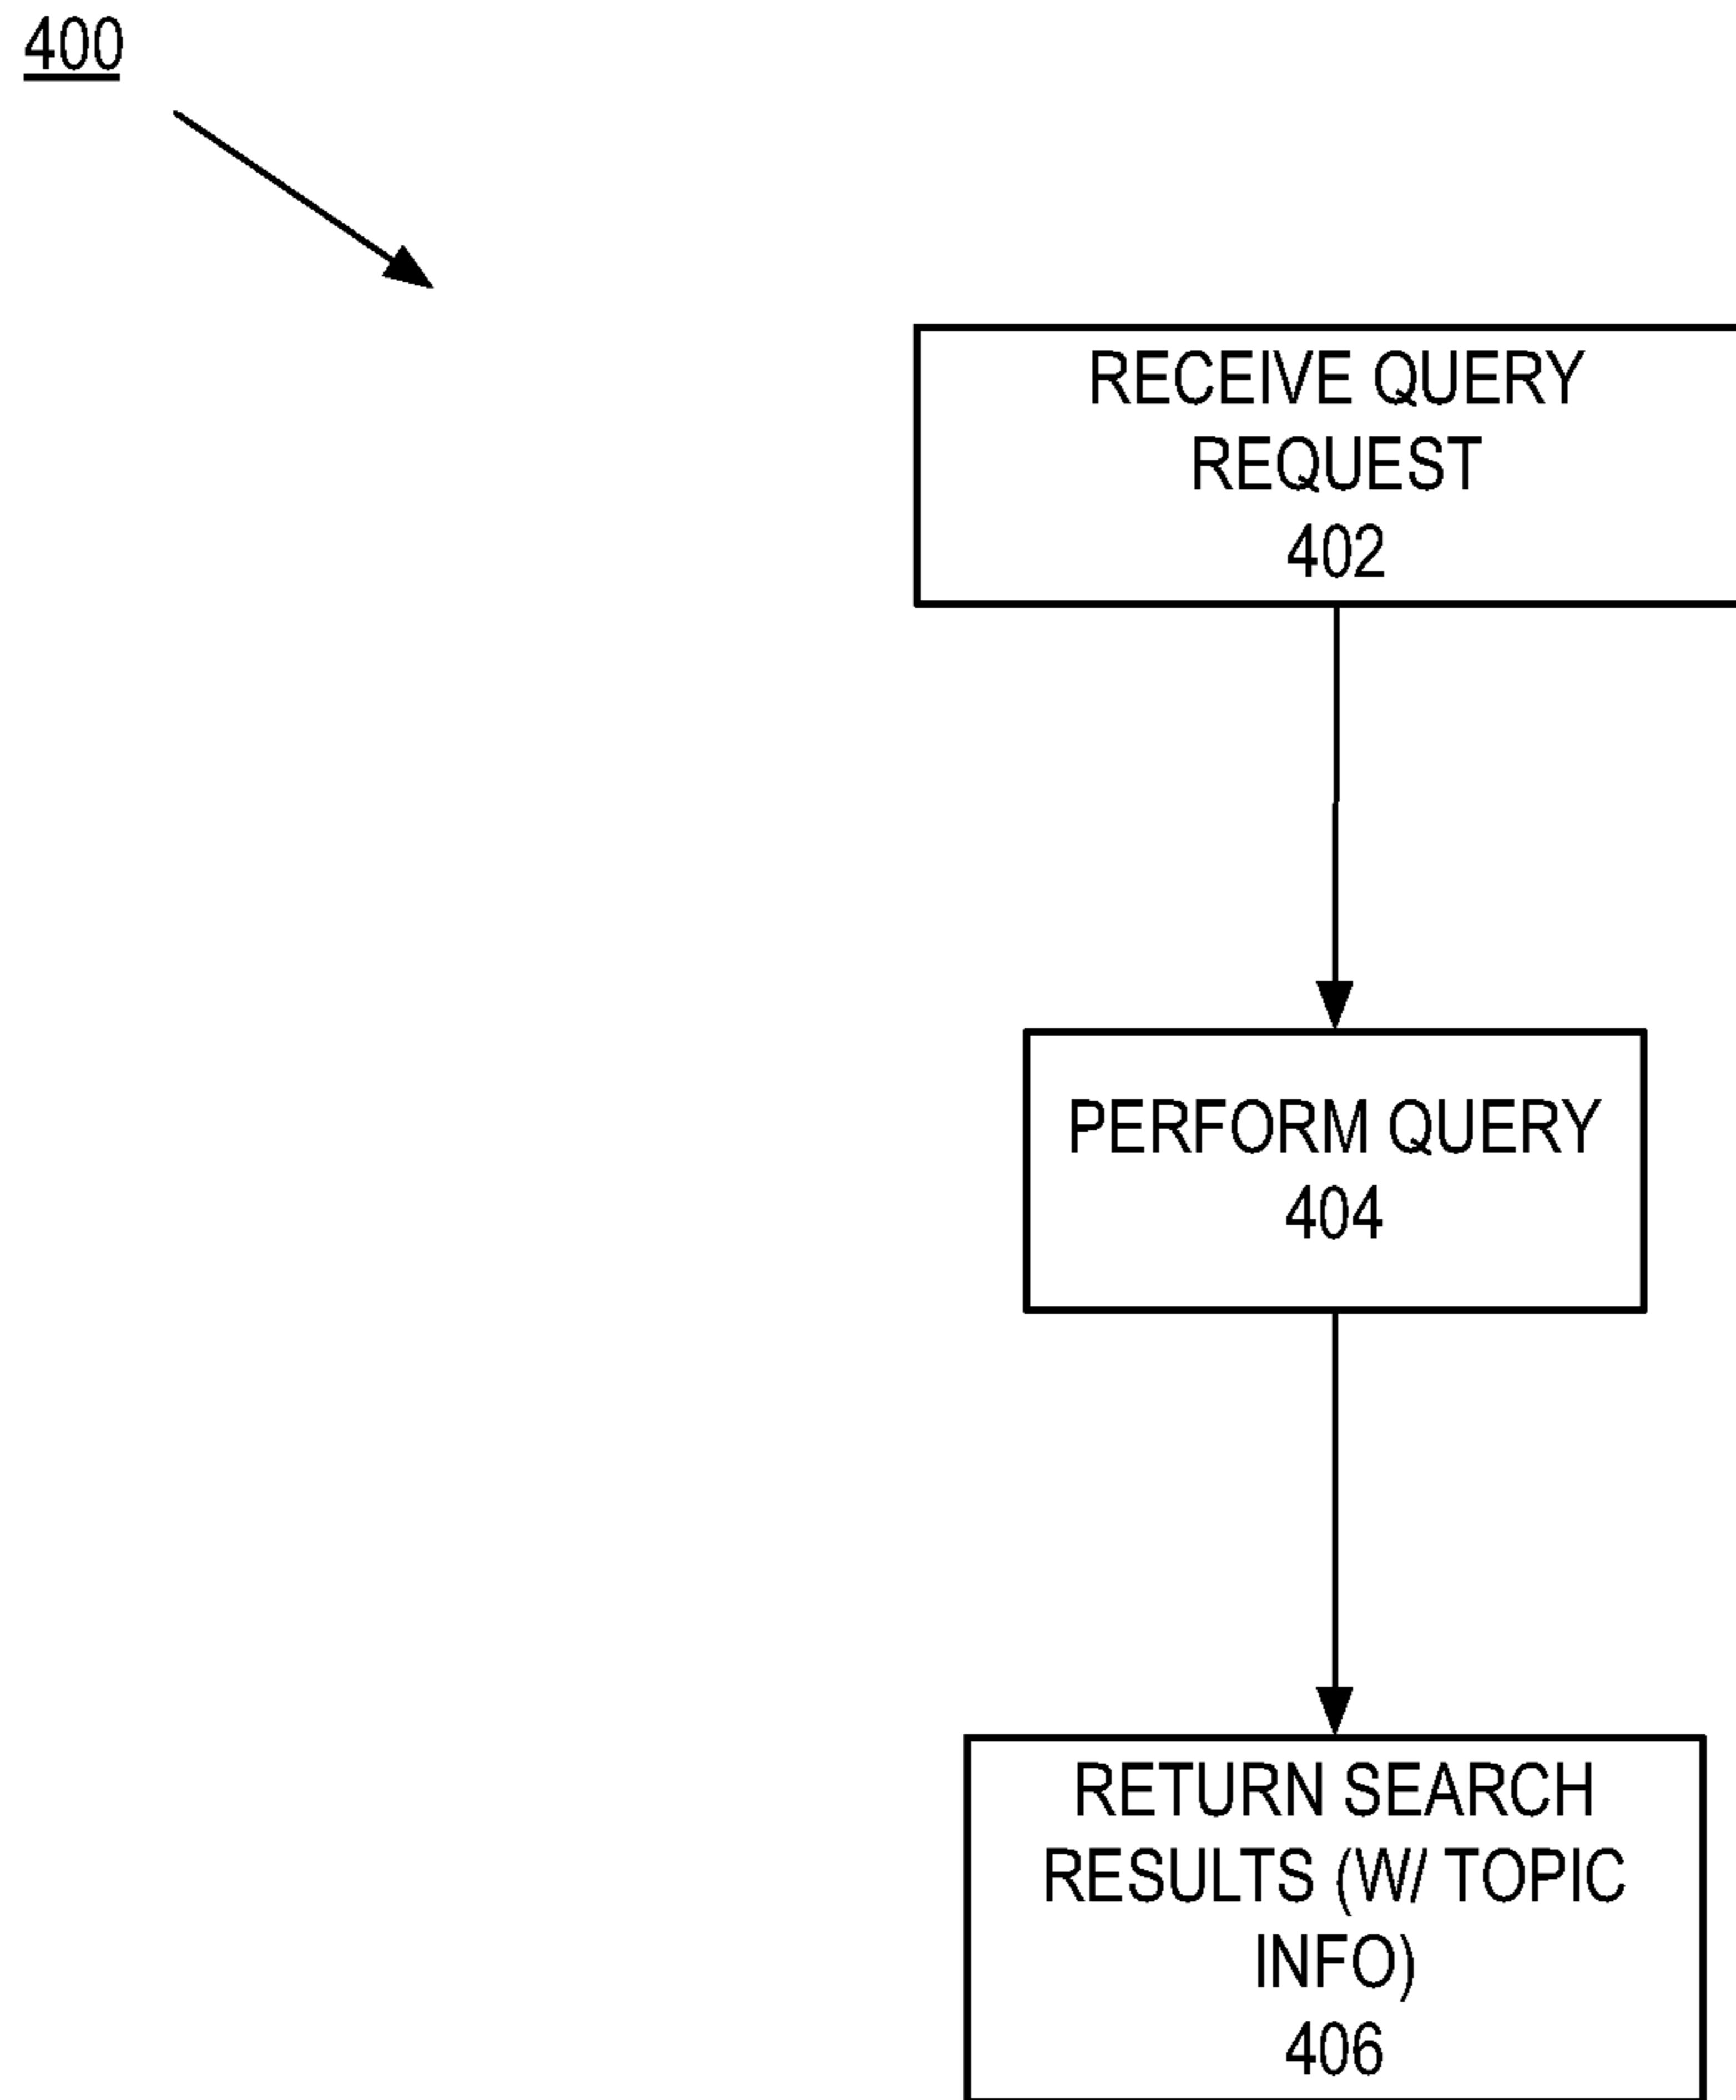 400
RECEIVE QUERY
REQUEST
402
PERFORM QUERY
404
RETURN SEARCH
RESULTS (W/ TOPIC
INFO)
406